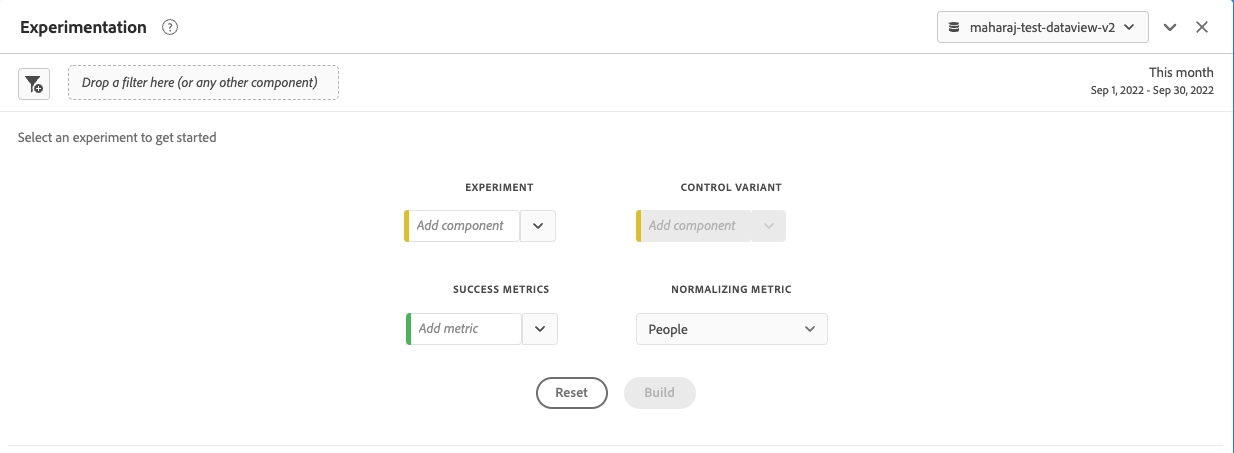 Experimentation ?
maharaj-test-dataview-v2
Drop a filter here (or any other component)
This month
Sep 1, 2022 - Sep 30, 2022
Select an experiment to get started
EXPERIMENT
CONTROL VARIANT
Add component
Add component
SUCCESS METRICS
NORMALIZING METRIC
Add metric
People
Reset
Build